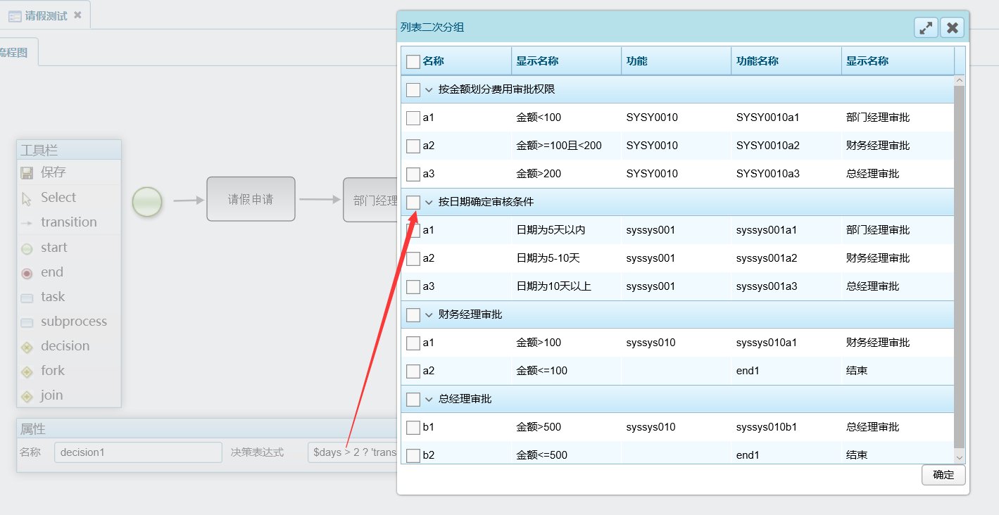 请假测试
流程图
工具栏
保存
Select
transition
start
end
task
subprocess
decision
fork
join
请假申请
部门经理
属性
名称 decision1 决策表达式 $days > 2 ? 'trans
列表二次分组
名称 显示名称 功能 功能名称 显示名称
按金额划分费用审批权限
a1 金额<100 SYSY0010 SYSY0010a1 部门经理审批
a2 金额>=100且<200 SYSY0010 SYSY0010a2 财务经理审批
a3 金额>200 SYSY0010 SYSY0010a3 总经理审批
按日期确定审核条件
a1 日期为5天以内 syssys001 syssys001a1 部门经理审批
a2 日期为5-10天 syssys001 syssys001a2 财务经理审批
a3 日期为10天以上 syssys001 syssys001a3 总经理审批
财务经理审批
a1 金额>100 syssys010 syssys010a1 财务经理审批
a2 金额<=100 end1 结束
总经理审批
b1 金额>500 syssys010 syssys010b1 总经理审批
b2 金额<=500 end1 结束
确定